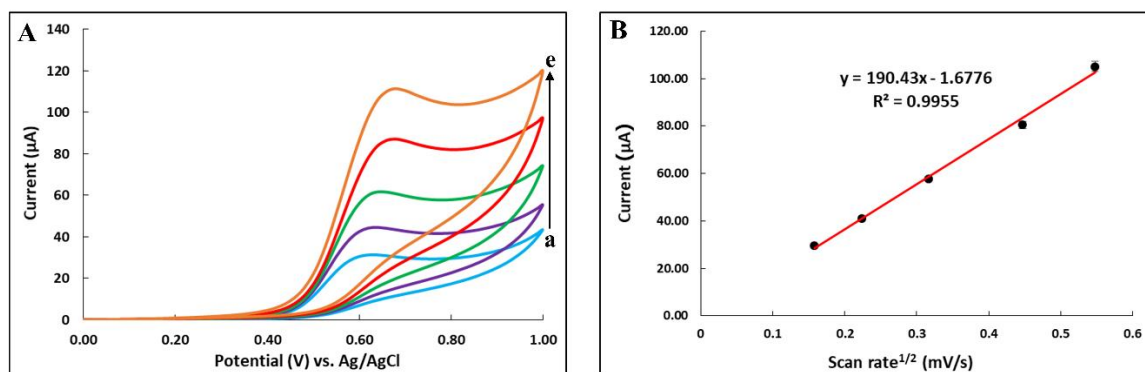 A
Current (µA)
140
120
100
80
60
40
20
0
0.00 0.20 0.40 0.60 0.80 1.00
Potential (V) vs. Ag/AgCl
e
a
B
Current (µA)
120.00
100.00
80.00
60.00
40.00
20.00
0.00
0 0.1 0.2 0.3 0.4 0.5 0.6
Scan rate¹/² (mV/s)
y = 190.43x - 1.6776
R² = 0.9955